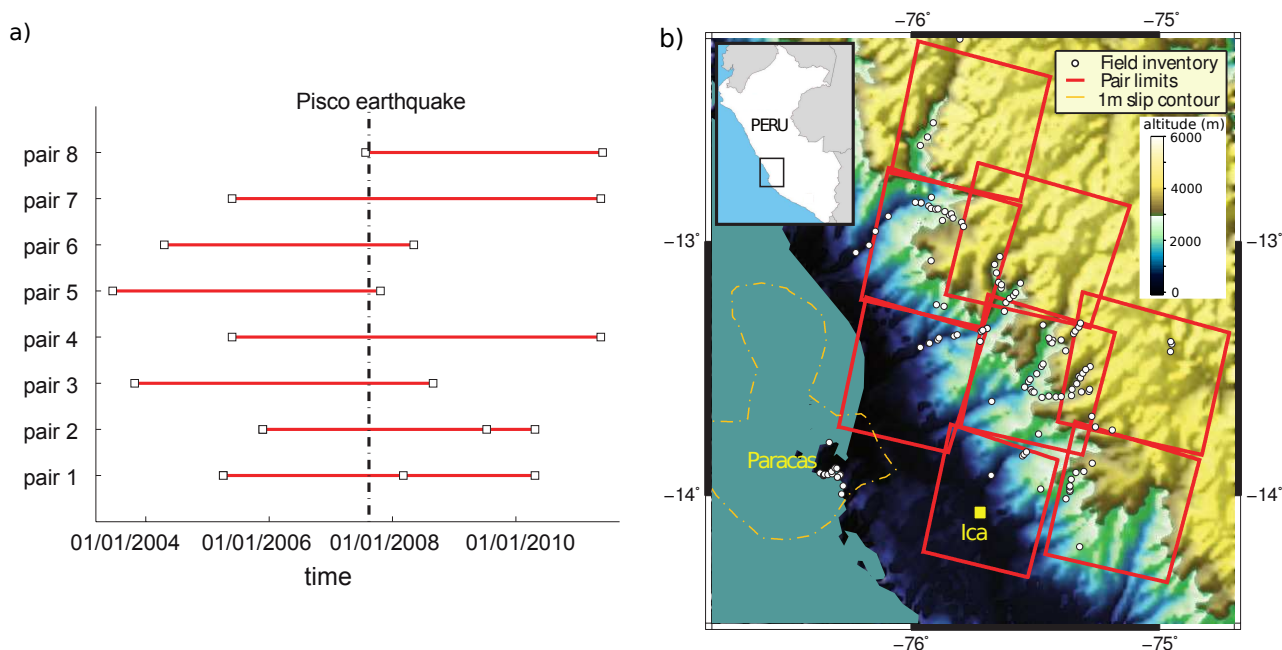 a)
Pisco earthquake
pair 8
pair 7
pair 6
pair 5
pair 4
pair 3
pair 2
pair 1
01/01/2004 01/01/2006 01/01/2008 01/01/2010
time
b)
−76˚ −75˚
PERU
Field inventory
Pair limits
1m slip contour
altitude (m)
6000
4000
2000
0
−13˚ −13˚
Paracas
Ica
−14˚ −14˚
−76˚ −75˚